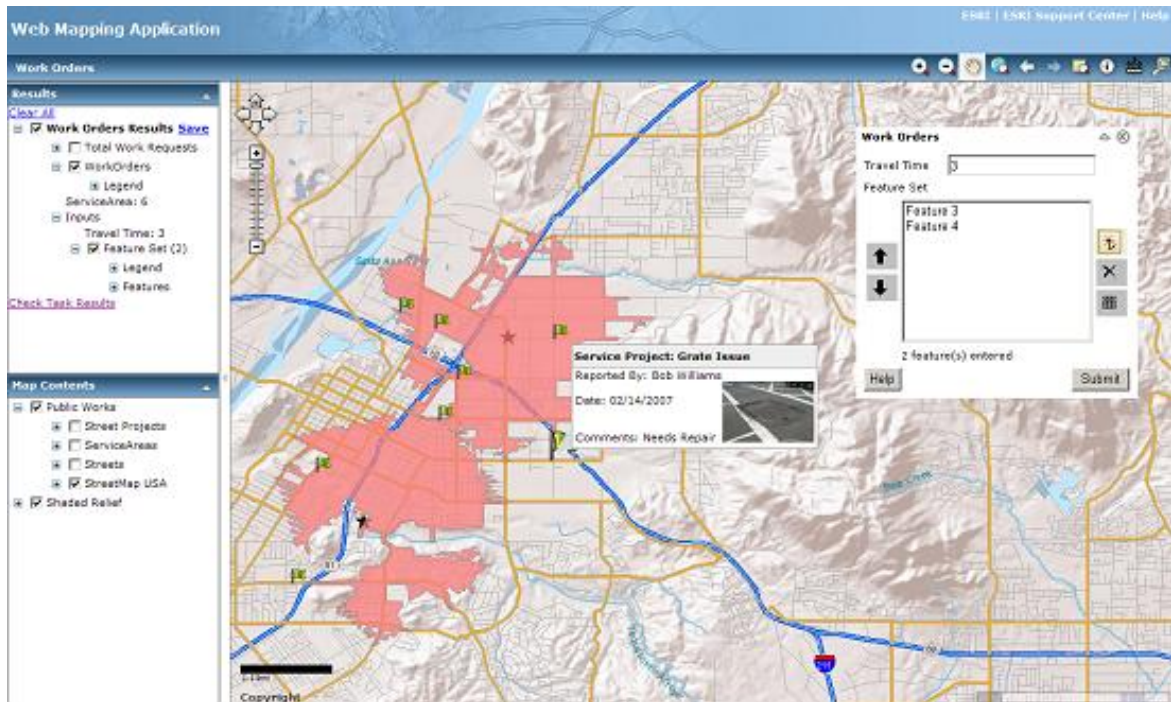 Web Mapping Application
ESRI | ESRI Support Center | Help
Work Orders
Results
Clear All
Work Orders Results Save
Total Work Requests
WorkOrders
Legend
ServiceArea: 6
Inputs
Travel Time: 3
Feature Set (2)
Legend
Features
Check Task Results
Map Contents
Public Works
Street Projects
ServiceAreas
Streets
StreetMap USA
Shaded Relief
Work Orders
Travel Time 3
Feature Set
Feature 3
Feature 4
2 feature(s) entered
Help
Submit
Service Project: Grate Issue
Reported By: Bob Williams
Date: 02/14/2007
Comments: Needs Repair
91
Copyright